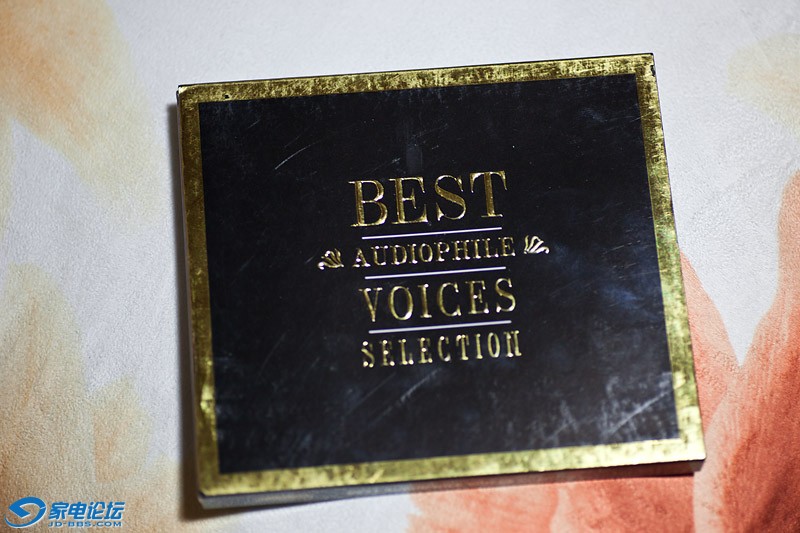 BEST
AUDIOPHILE
VOICES
SELECTION
家电论坛
JD-BBS.COM